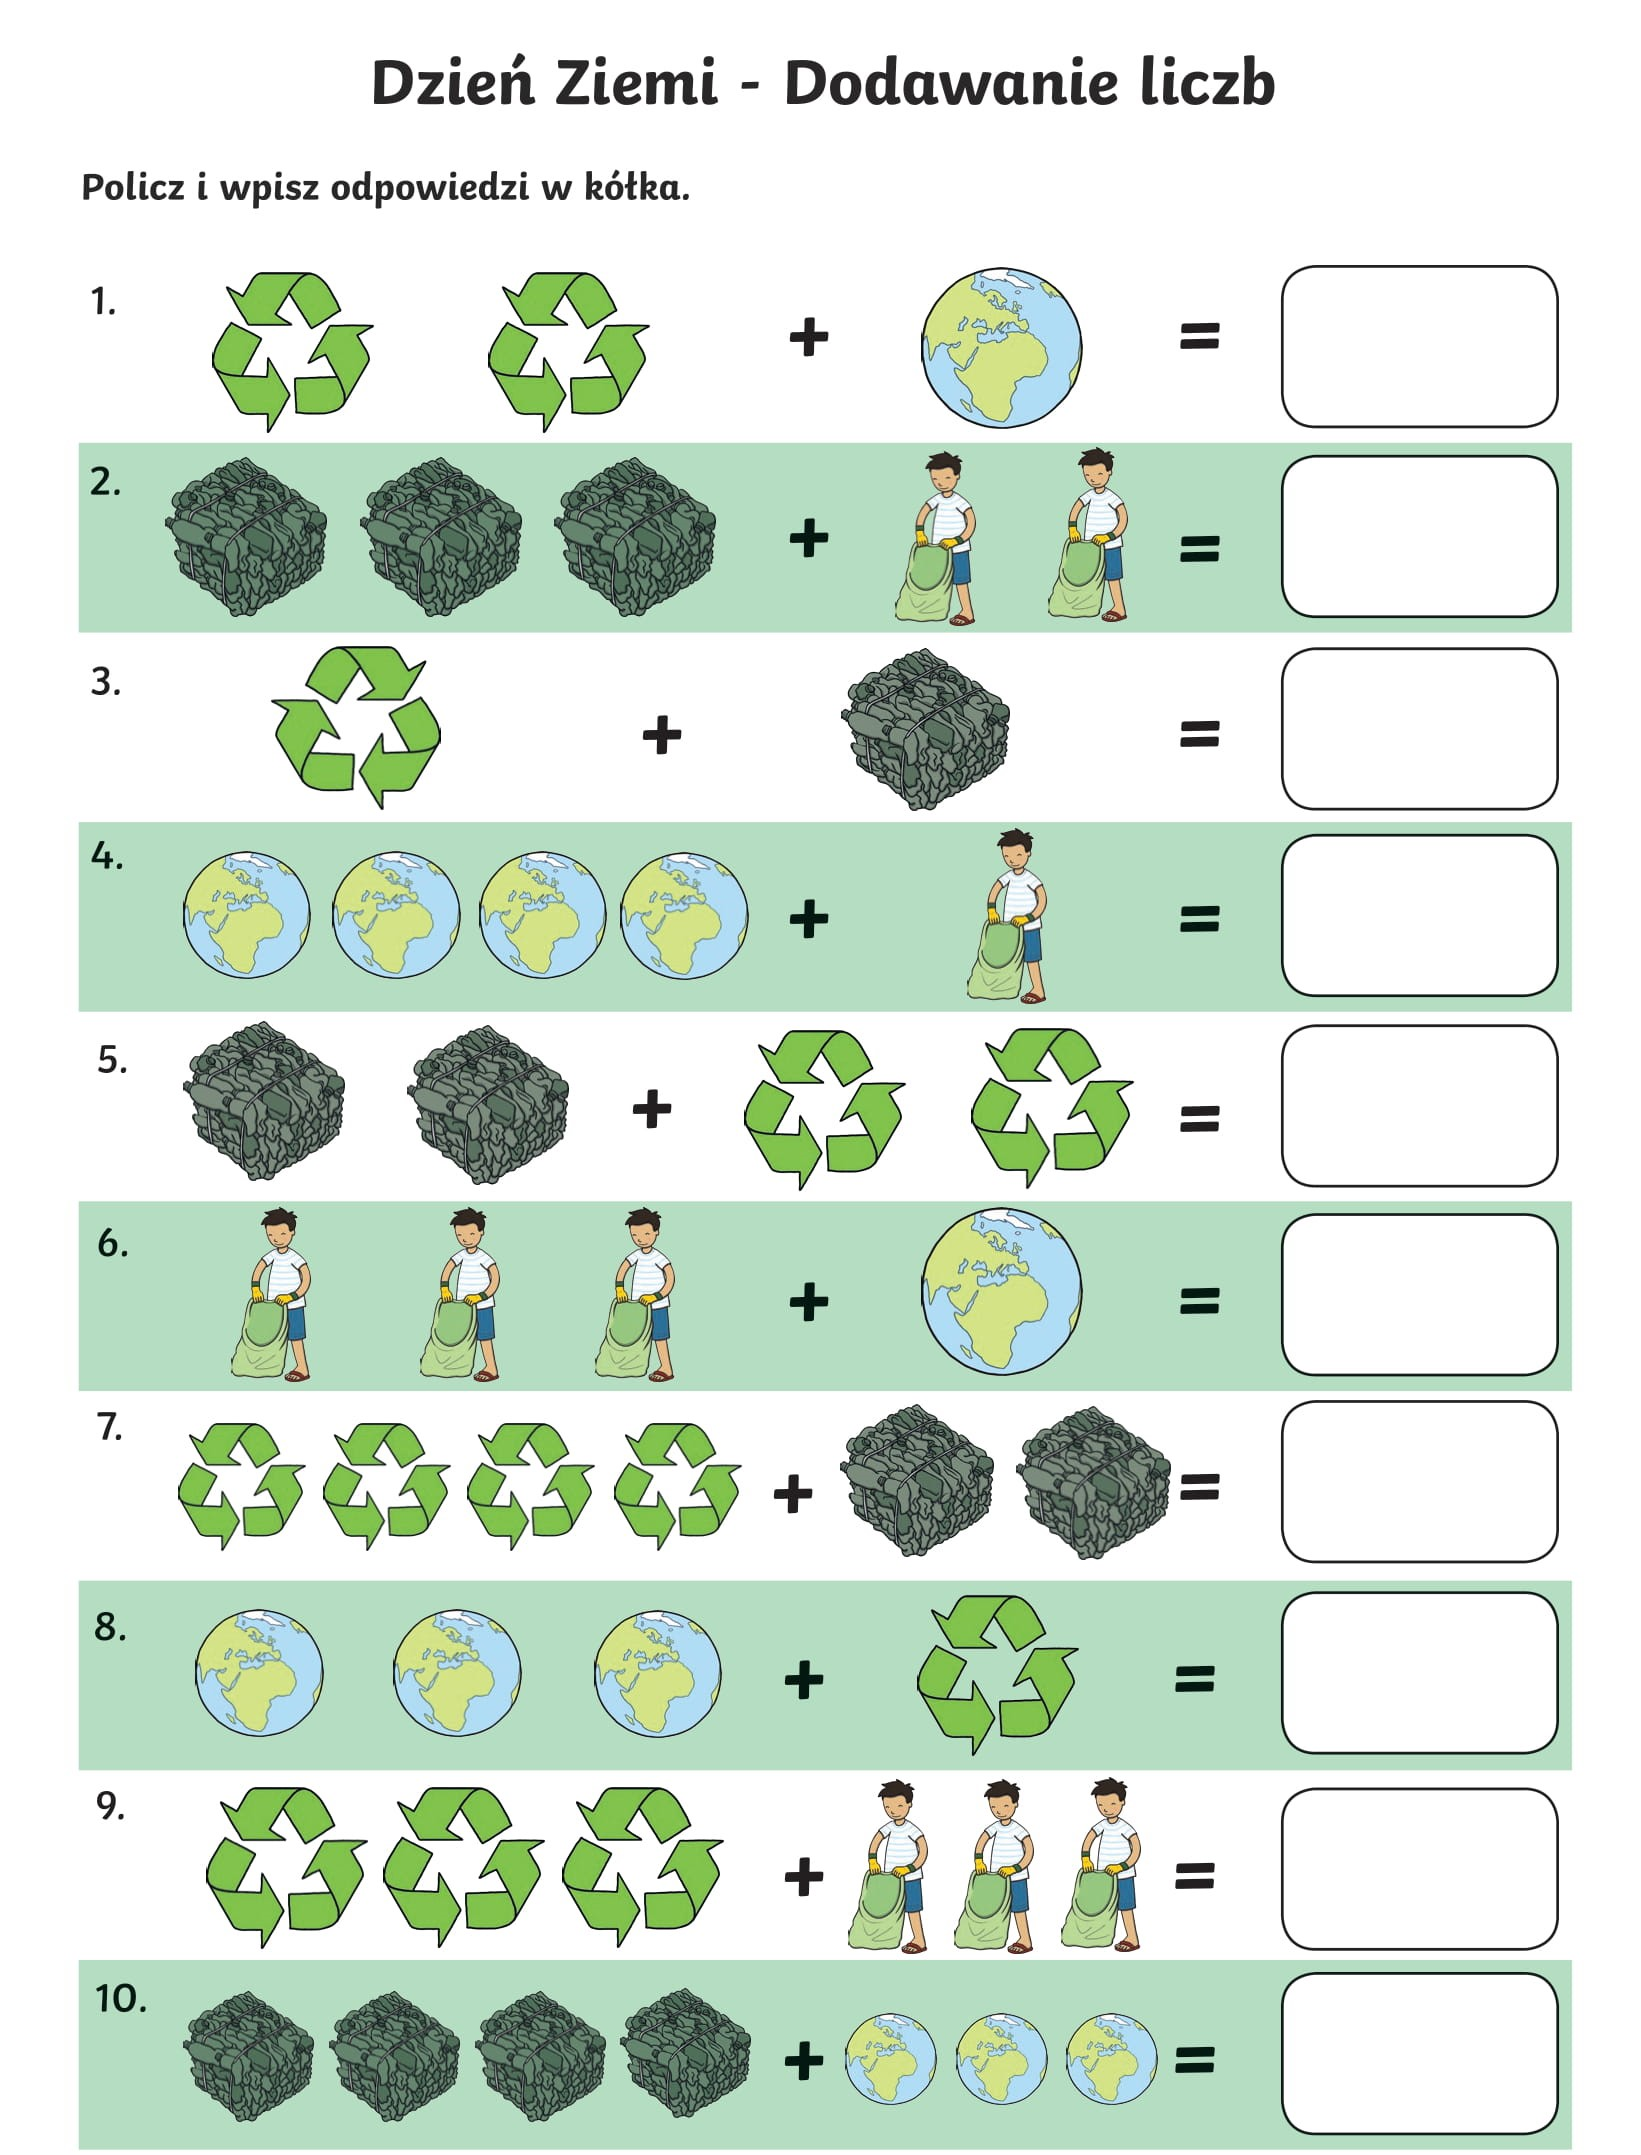 Dzień Ziemi - Dodawanie liczb
Policz i wpisz odpowiedzi w kółka.
1. + =
2. + =
3. + =
4. + =
5. + =
6. + =
7. + =
8. + =
9. + =
10. + =